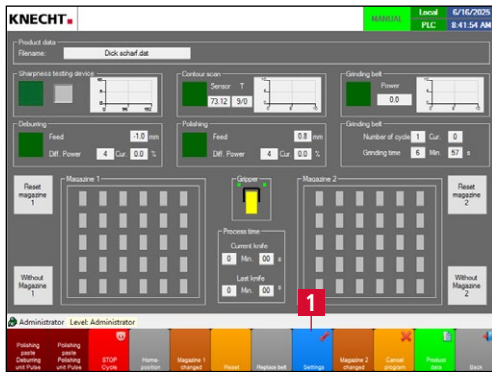 KNECHT
MANUAL
Local
6/16/2025
PLC
8:41:54 AM
Product data
Filename:
Dick scharf.dat
Sharpness testing device
Contour scan
Sensor T
73.12 9/0
Grinding belt
Power
0.0
Deburring
Feed -1.0 mm
Diff. Power 4 Cur. 0.0 %
Polishing
Feed 0.8 mm
Diff. Power 4 Cur. 0.0 %
Grinding belt
Number of cycle 1 Cur. 0
Grinding time 6 Min. 57 s
Reset
magazine
1
Magazine 1
Gripper
Magazine 2
Reset
magazine
2
Process time
Current knife
0 Min. 00 s
Last knife
0 Min. 00 s
Without
Magazine
1
Without
Magazine
2
1
Administrator Level: Administrator
Polishing
paste
Deburring
unit Pulse
Polishing
paste
Polishing
unit Pulse
STOP
Cycle
Home-
position
Magazine 1
changed
Reset
Replace belt
Settings
Magazine 2
changed
Cancel
program
Product
data
Back